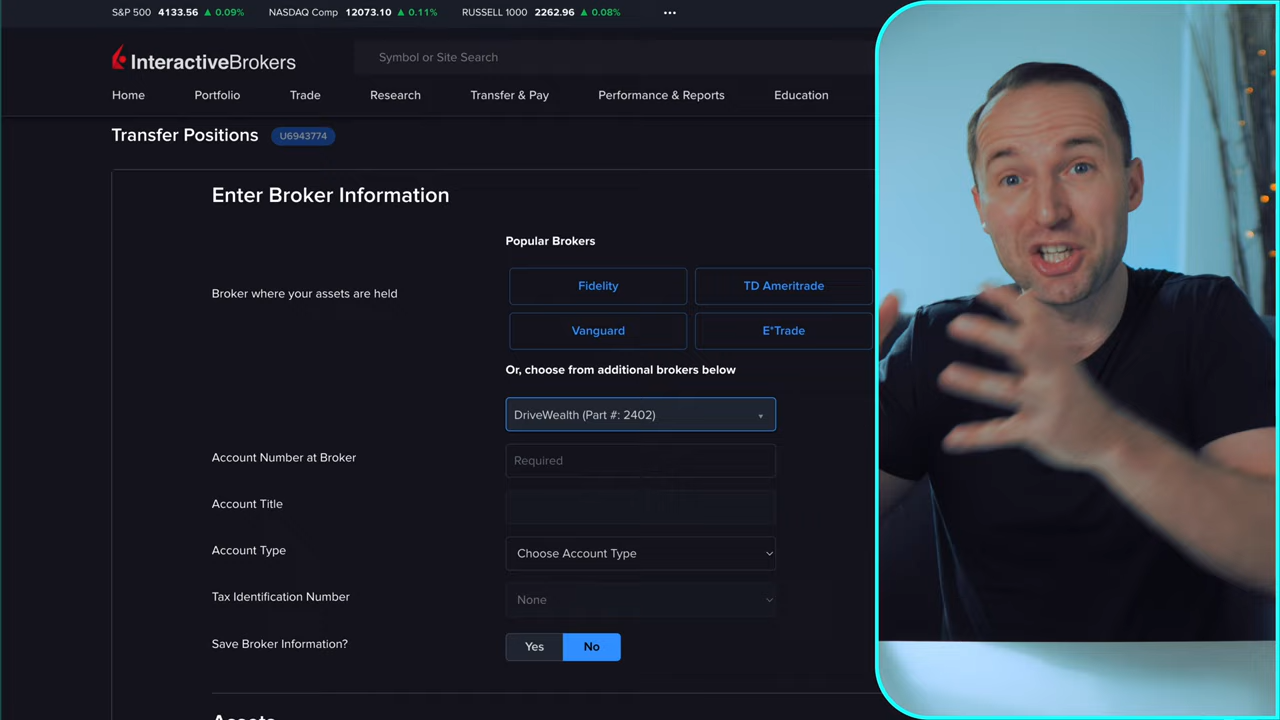 S&P 500 4133.56 ▲ 0.09% NASDAQ Comp 12073.10 ▲ 0.11% RUSSELL 1000 2262.96 ▲ 0.08% •••
InteractiveBrokers
Symbol or Site Search
Home Portfolio Trade Research Transfer & Pay Performance & Reports Education
Transfer Positions U6943774
Enter Broker Information
Popular Brokers
Broker where your assets are held
Fidelity TD Ameritrade
Vanguard E*Trade
Or, choose from additional brokers below
DriveWealth (Part #: 2402)
Account Number at Broker Required
Account Title
Account Type Choose Account Type
Tax Identification Number None
Save Broker Information? Yes No
Assets